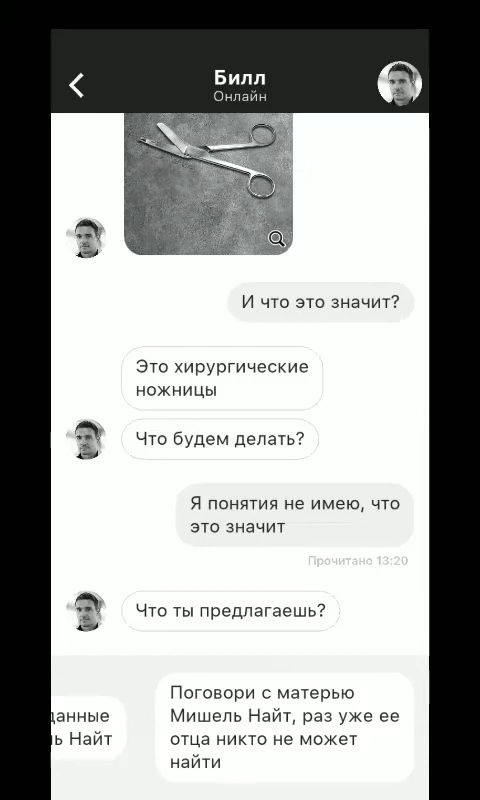 Билл
Онлайн
И что это значит?
Это хирургические
ножницы
Что будем делать?
Я понятия не имею, что
это значит
Прочитано 13:20
Что ты предлагаешь?
данные
Найт
Поговори с матерью
Мишель Найт, раз уже ее
отца никто не может
найти